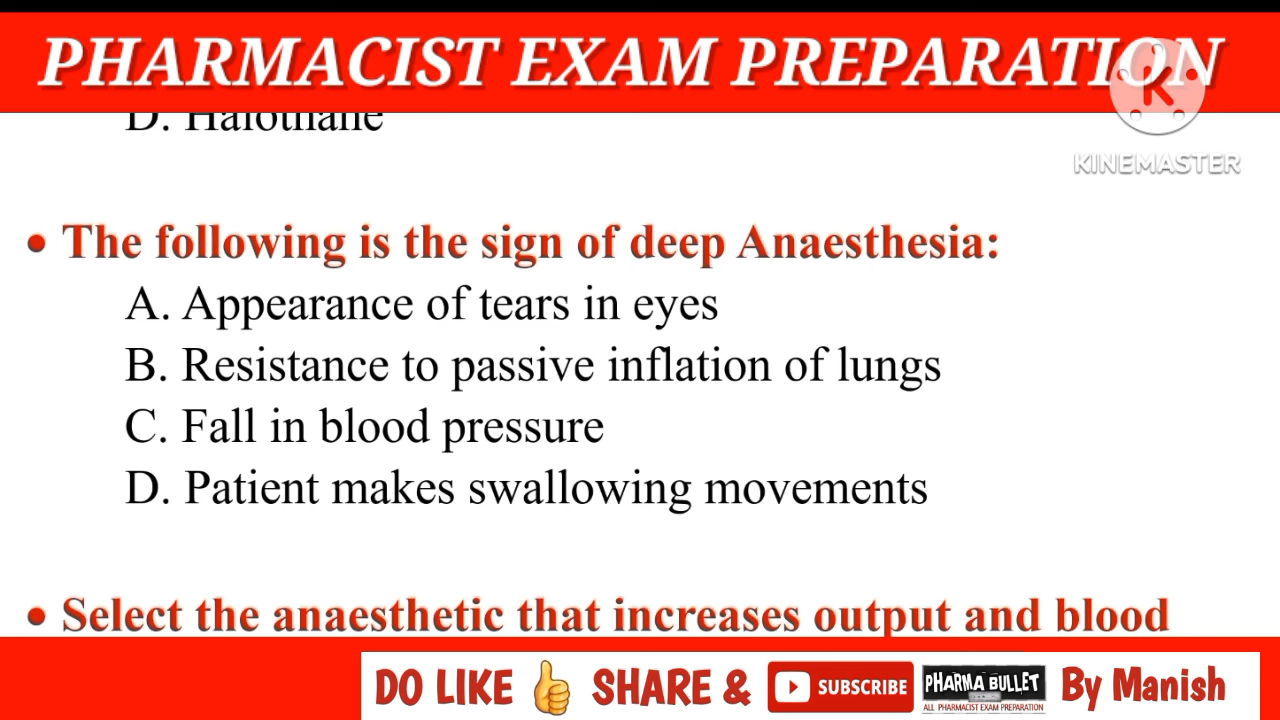 PHARMACIST EXAM PREPARATION
D. Halothane
KINEMASTER
• The following is the sign of deep Anaesthesia:
A. Appearance of tears in eyes
B. Resistance to passive inflation of lungs
C. Fall in blood pressure
D. Patient makes swallowing movements
• Select the anaesthetic that increases output and blood
DO LIKE 👍 SHARE & SUBSCRIBE PHARMA BULLET By Manish
ALL PHARMACIST EXAM PREPARATION